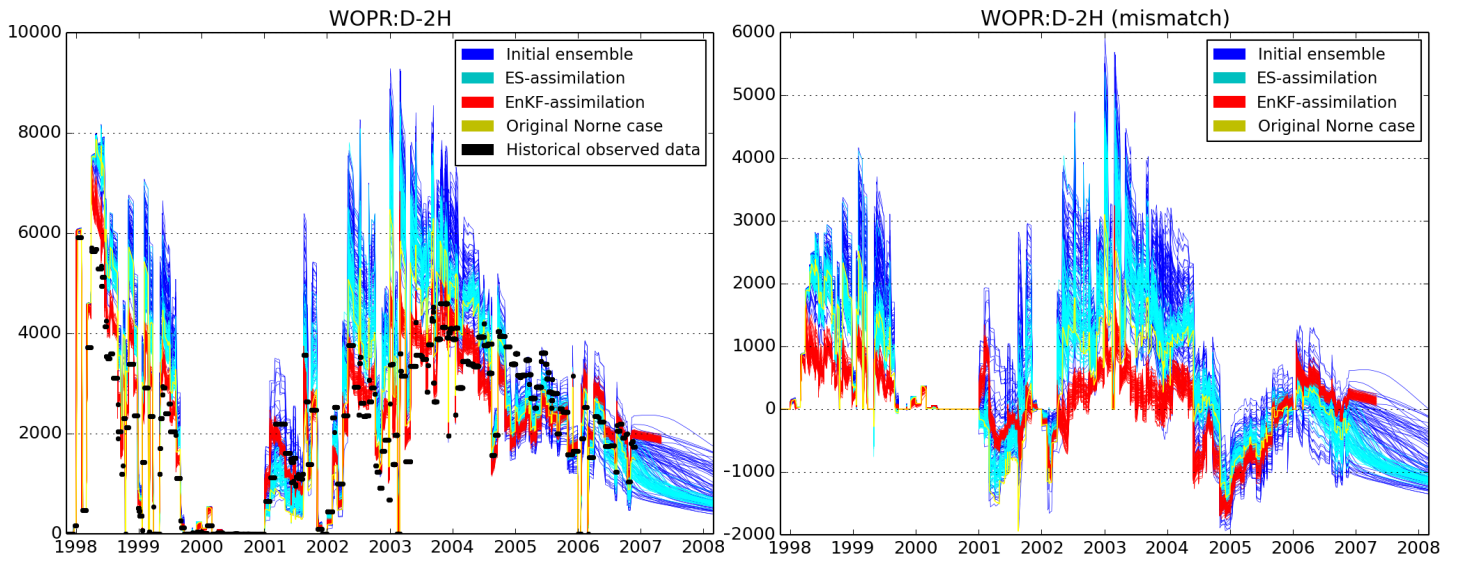 WOPR:D-2H
10000
8000
6000
4000
2000
0
1998 1999 2000 2001 2002 2003 2004 2005 2006 2007 2008
Initial ensemble
ES-assimilation
EnKF-assimilation
Original Norne case
Historical observed data
WOPR:D-2H (mismatch)
6000
5000
4000
3000
2000
1000
0
−1000
−2000
1998 1999 2000 2001 2002 2003 2004 2005 2006 2007 2008
Initial ensemble
ES-assimilation
EnKF-assimilation
Original Norne case